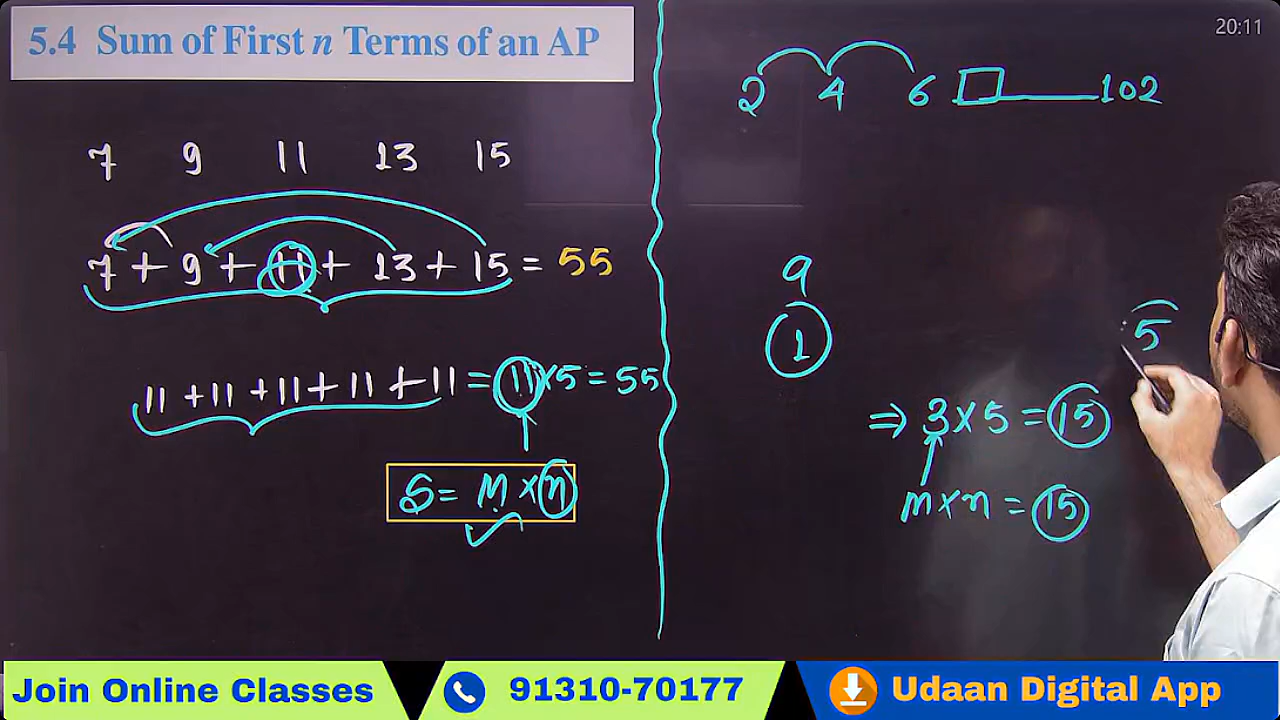 5.4 Sum of First n Terms of an AP
20:11
7 9 11 13 15
7 + 9 + 11 + 13 + 15 = 55
11 + 11 + 11 + 11 + 11 = 11 × 5 = 55
S = m × n
2 4 6 □ 102
9
1
5
⇒ 3 × 5 = 15
m × n = 15
Join Online Classes
91310-70177
Udaan Digital App